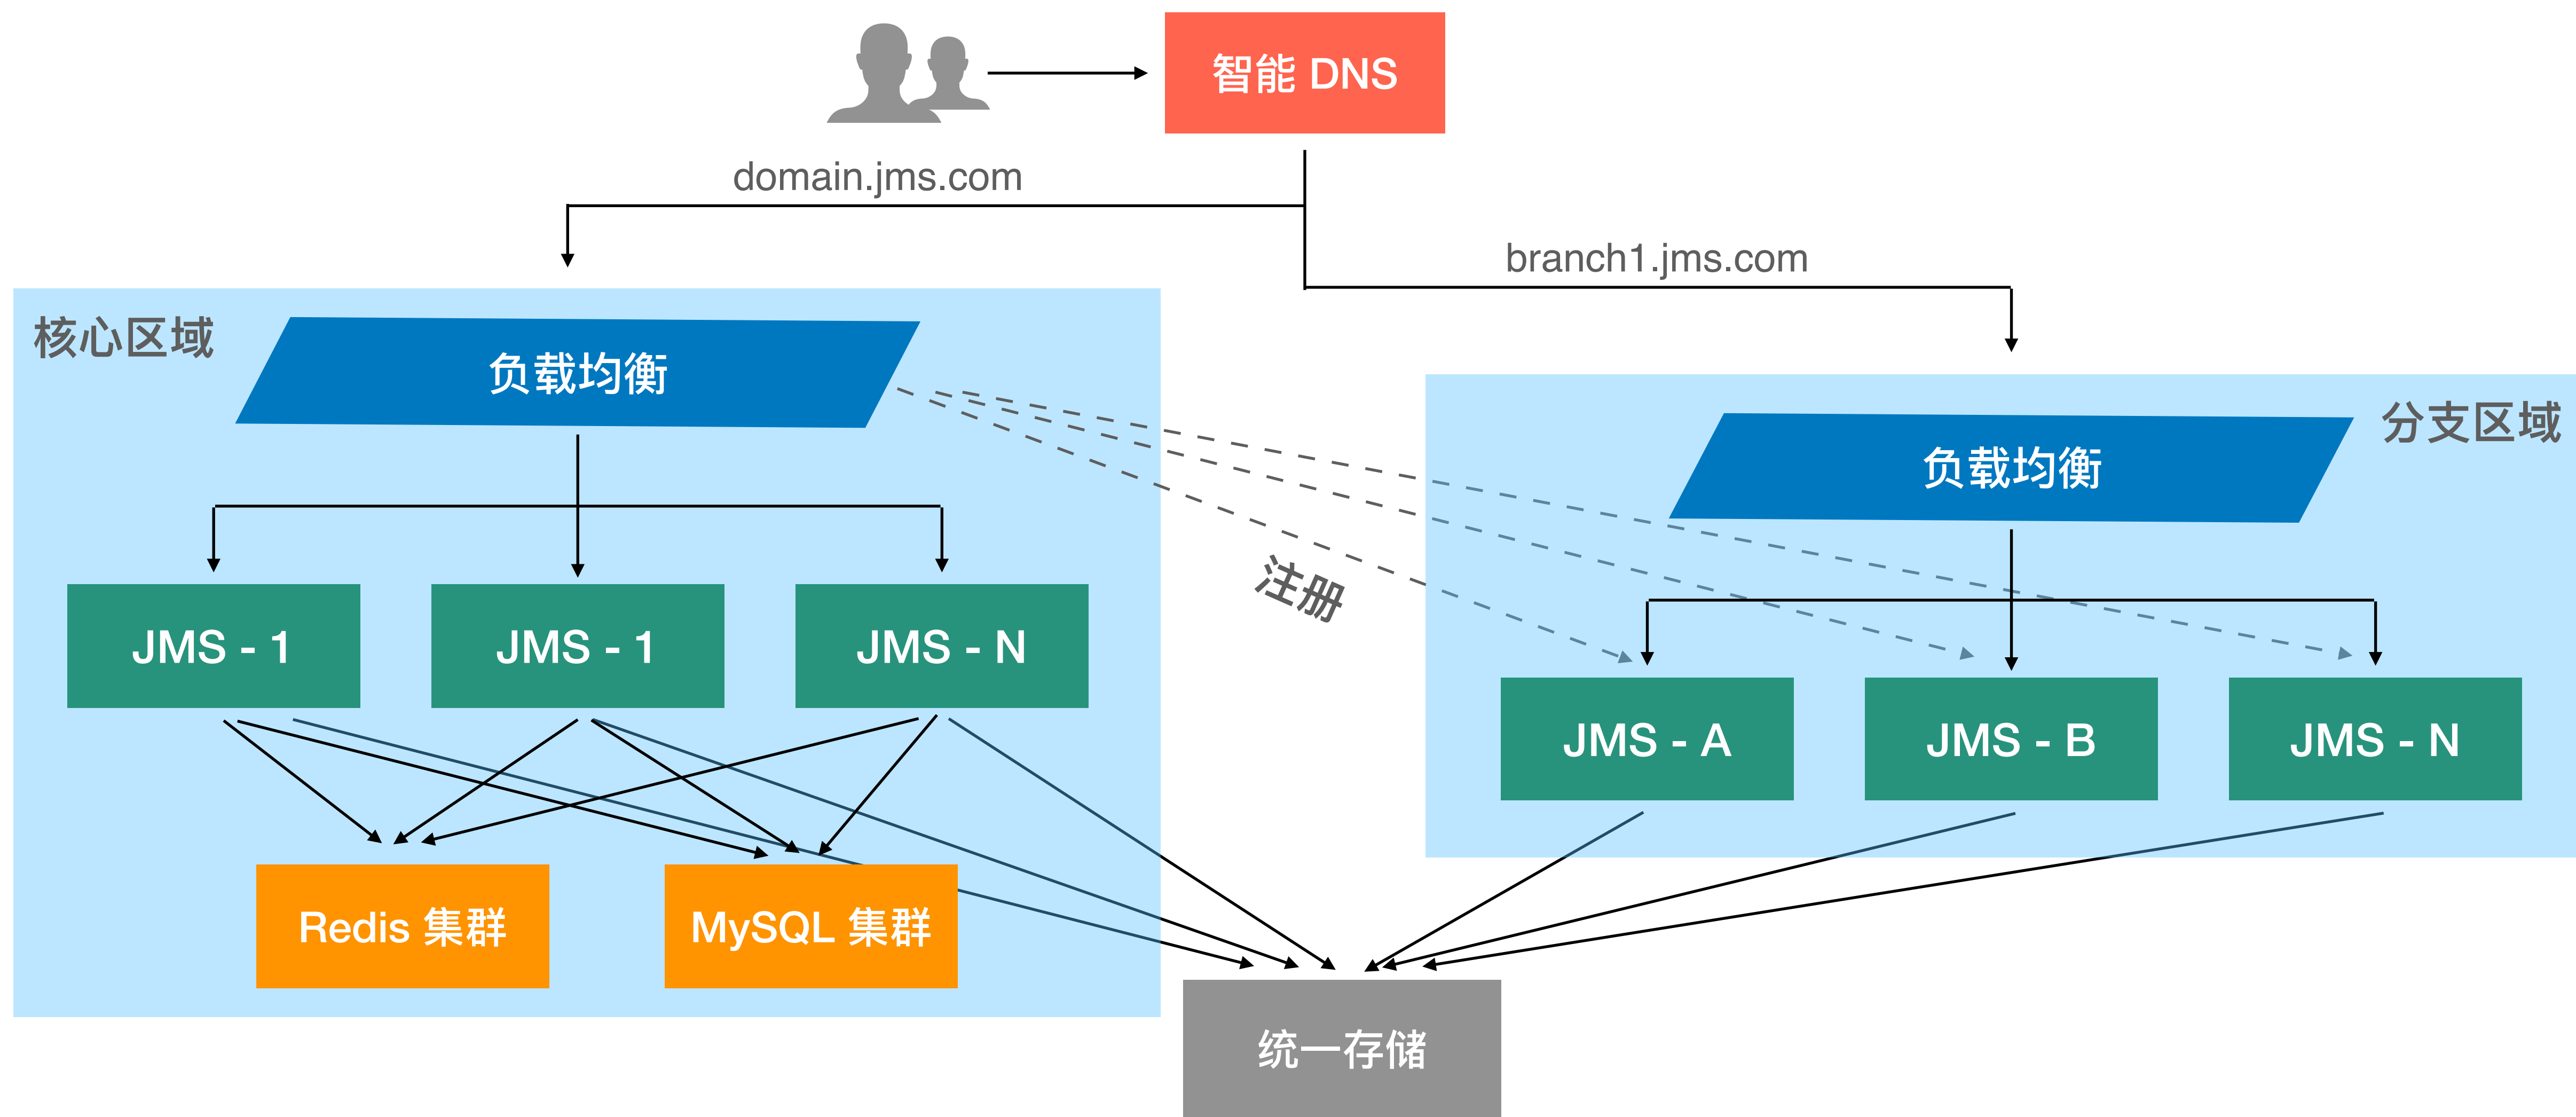 智能 DNS
domain.jms.com
branch1.jms.com
核心区域
负载均衡
分支区域
负载均衡
注册
JMS - 1
JMS - 1
JMS - N
JMS - A
JMS - B
JMS - N
Redis 集群
MySQL 集群
统一存储